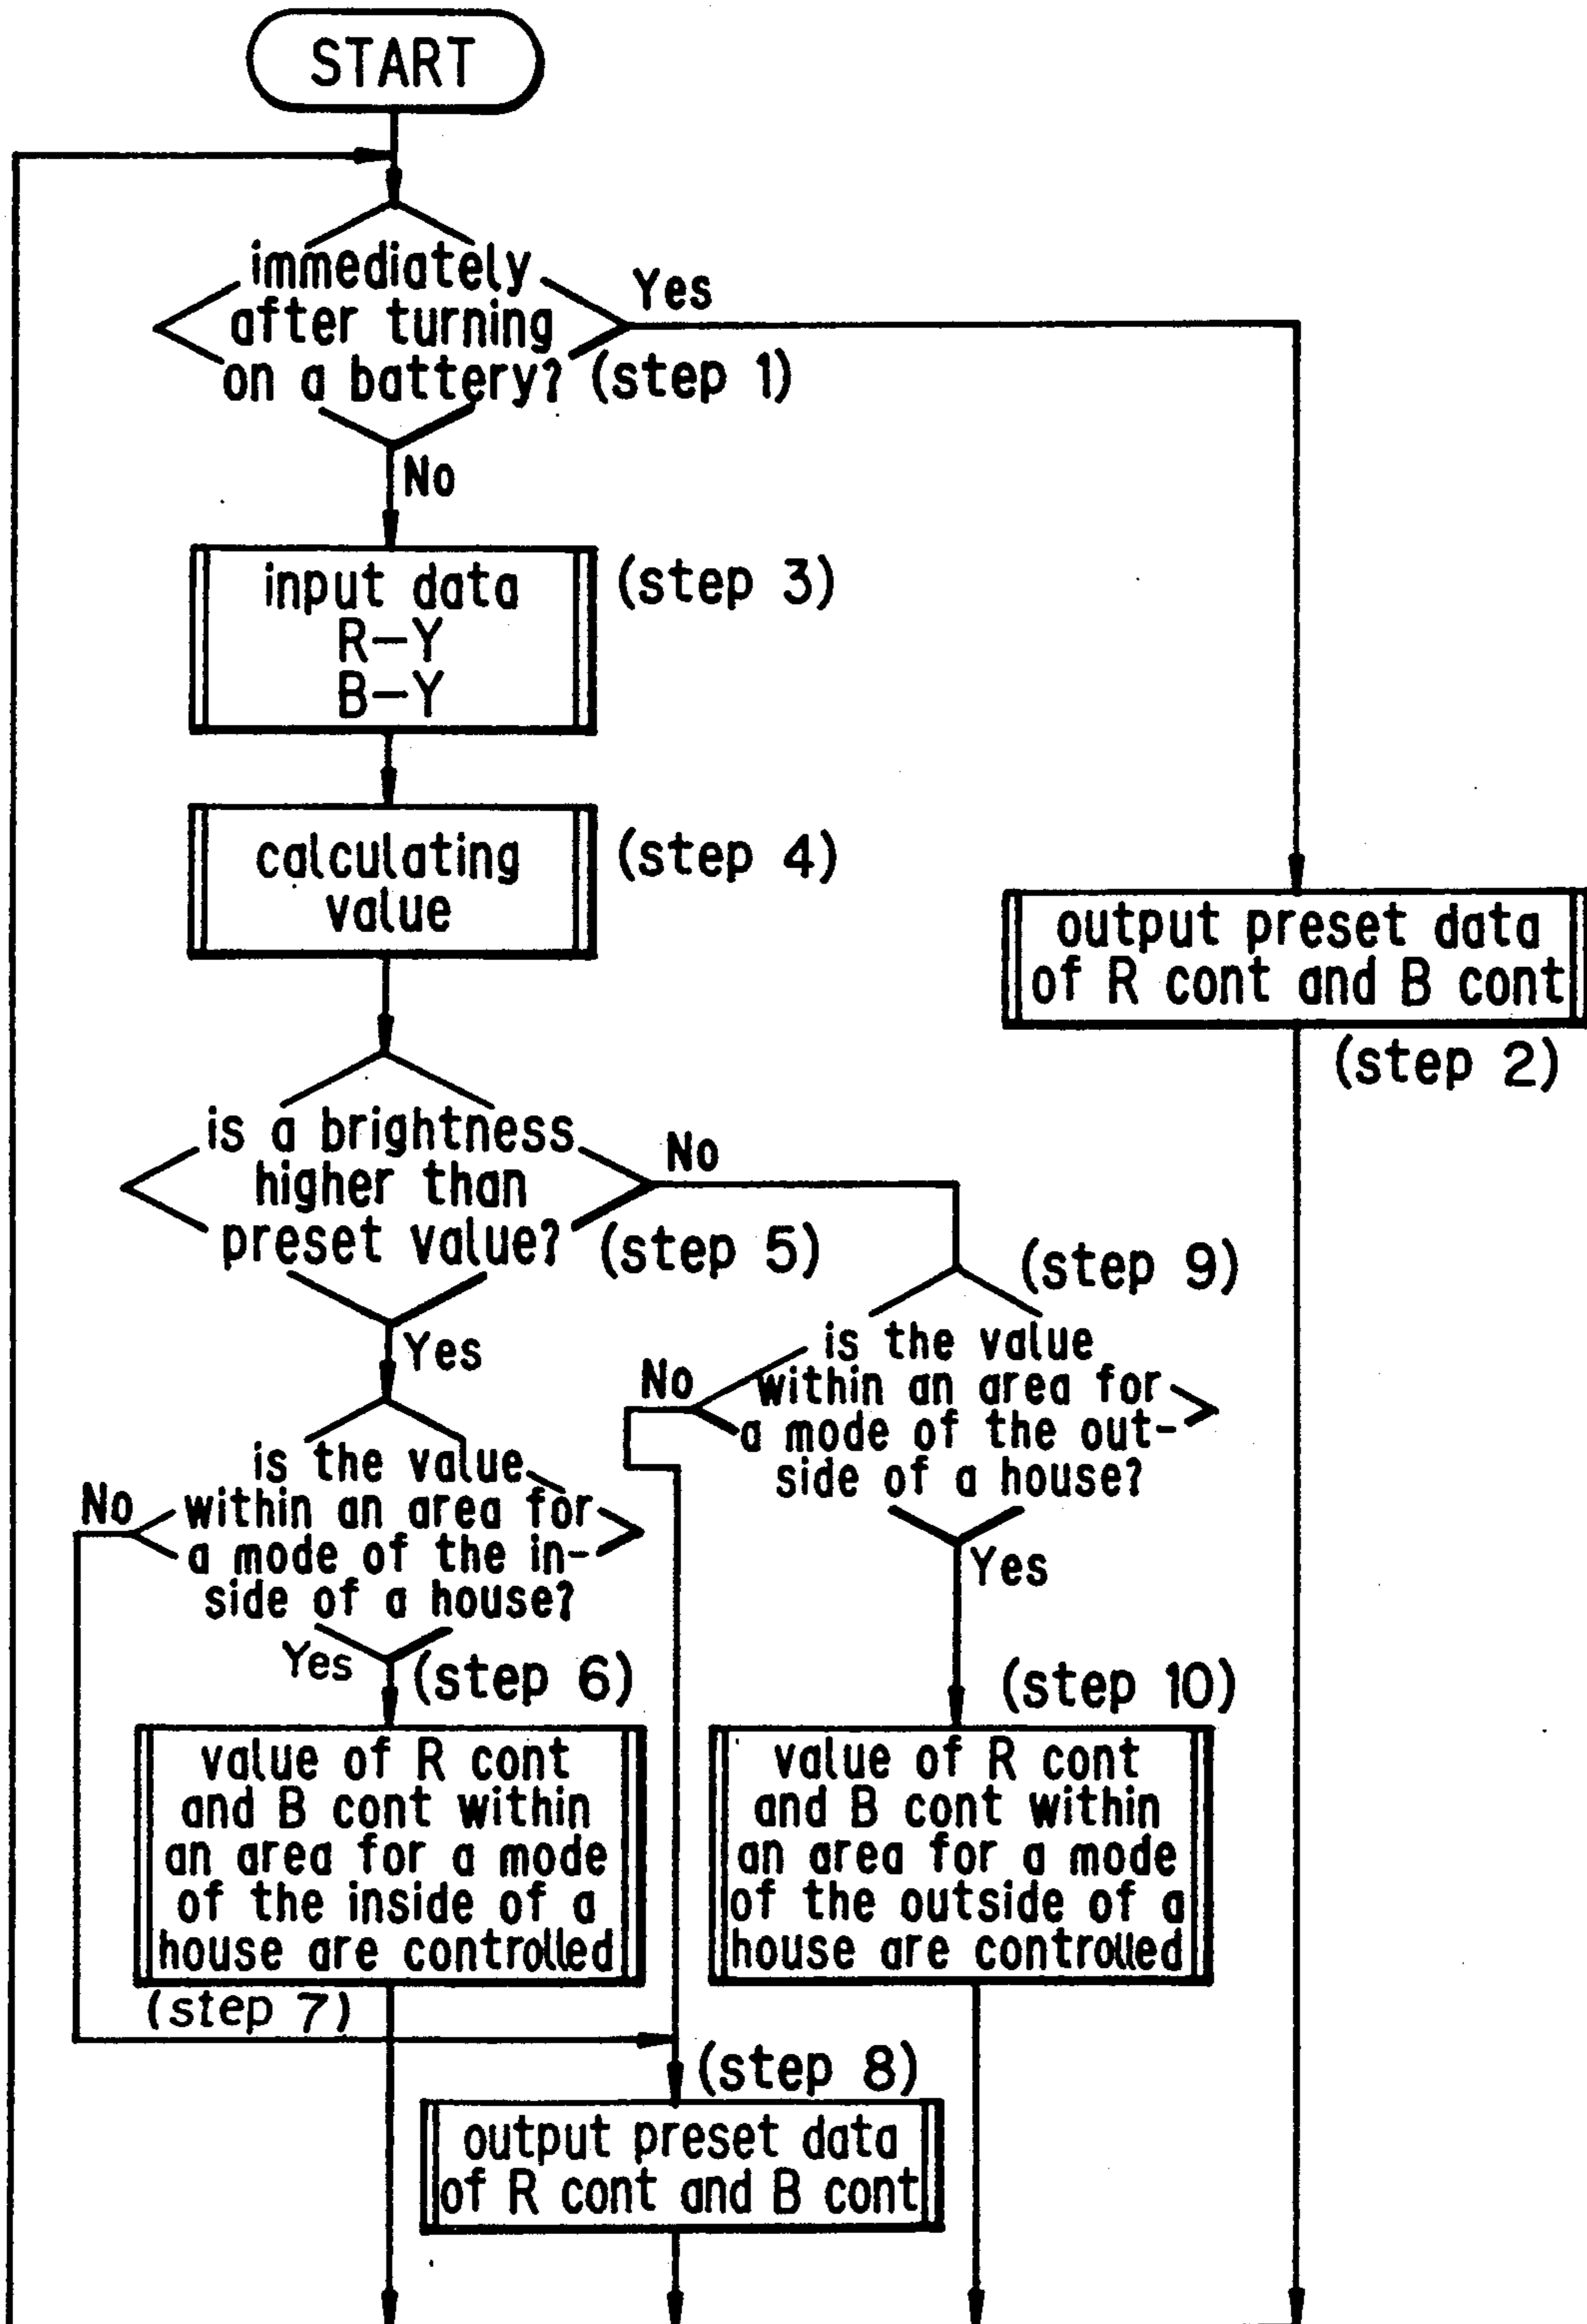 START
immediately
after turning
on a battery?
(step 1)
Yes
No
input data
R-Y
B-Y
(step 3)
calculating
value
(step 4)
output preset data
of R cont and B cont
(step 2)
is a brightness
higher than
preset value?
(step 5)
No
Yes
(step 9)
is the value
within an area for
a mode of the out-
side of a house?
No
Yes
is the value
within an area for
a mode of the in-
side of a house?
No
Yes
(step 6)
(step 10)
value of R cont
and B cont within
an area for a mode
of the inside of a
house are controlled
(step 7)
value of R cont
and B cont within
an area for a mode
of the outside of a
house are controlled
(step 8)
output preset data
of R cont and B cont